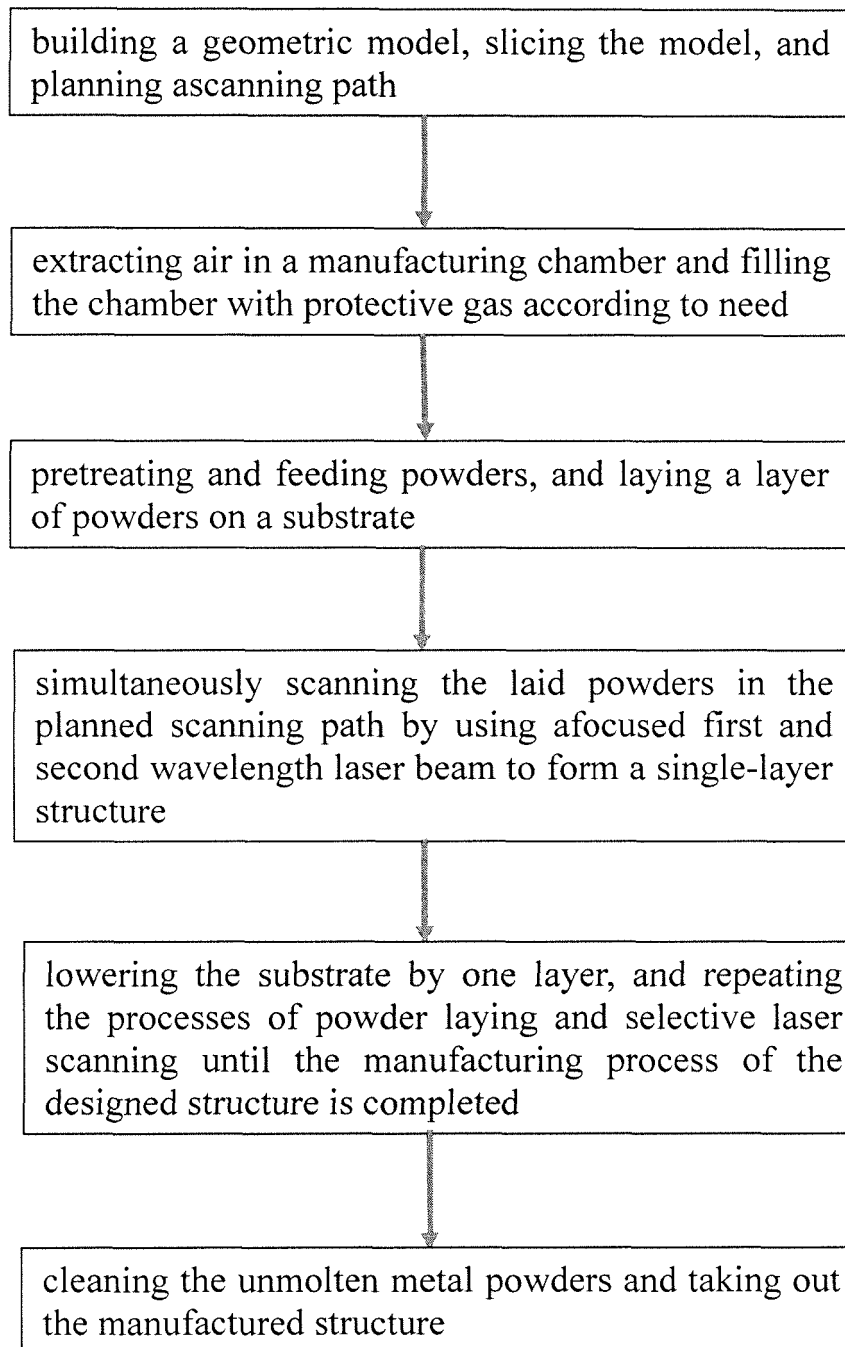 building a geometric model, slicing the model, and
planning ascanning path
extracting air in a manufacturing chamber and filling
the chamber with protective gas according to need
pretreating and feeding powders, and laying a layer
of powders on a substrate
simultaneously scanning the laid powders in the
planned scanning path by using afocused first and
second wavelength laser beam to form a single-layer
structure
lowering the substrate by one layer, and repeating
the processes of powder laying and selective laser
scanning until the manufacturing process of the
designed structure is completed
cleaning the unmolten metal powders and taking out
the manufactured structure